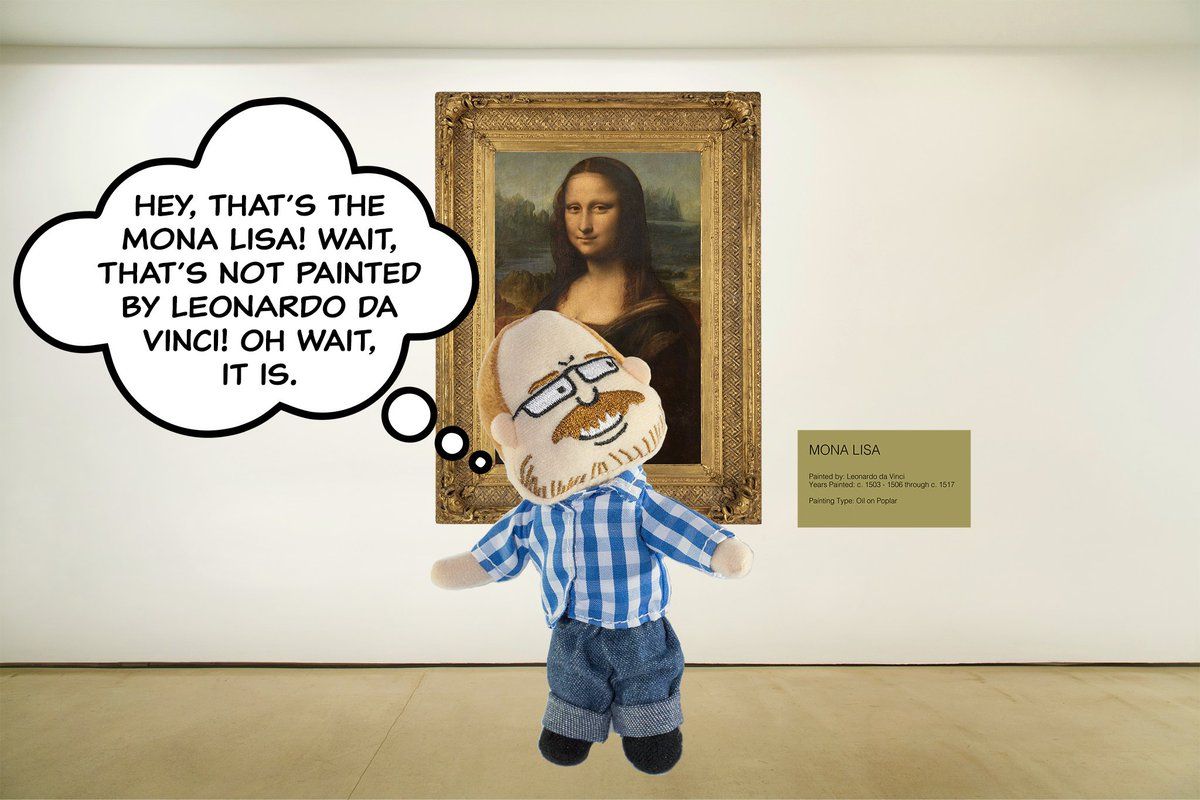 HEY, THAT'S THE
MONA LISA! WAIT,
THAT'S NOT PAINTED
BY LEONARDO DA
VINCI! OH WAIT,
IT IS.
MONA LISA
Painted by: Leonardo da Vinci
Years Painted: c. 1503 - 1506 through c. 1517
Painting Type: Oil on Poplar